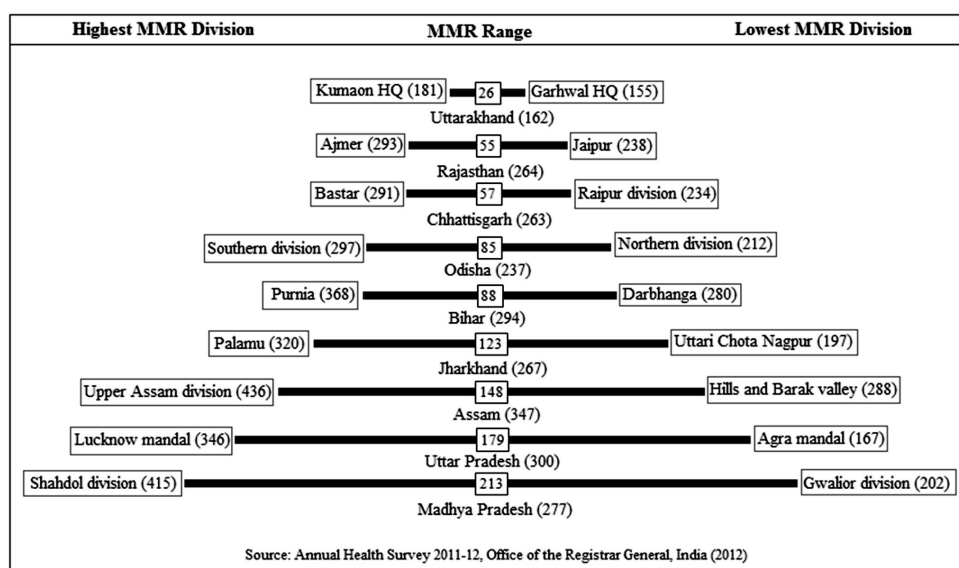 Highest MMR Division MMR Range Lowest MMR Division
Kumaon HQ (181) 26 Garhwal HQ (155)
Uttarakhand (162)
Ajmer (293) 55 Jaipur (238)
Rajasthan (264)
Bastar (291) 57 Raipur division (234)
Chhattisgarh (263)
Southern division (297) 85 Northern division (212)
Odisha (237)
Purnia (368) 88 Darbhanga (280)
Bihar (294)
Palamu (320) 123 Uttari Chota Nagpur (197)
Jharkhand (267)
Upper Assam division (436) 148 Hills and Barak valley (288)
Assam (347)
Lucknow mandal (346) 179 Agra mandal (167)
Uttar Pradesh (300)
Shahdol division (415) 213 Gwalior division (202)
Madhya Pradesh (277)
Source: Annual Health Survey 2011-12, Office of the Registrar General, India (2012)